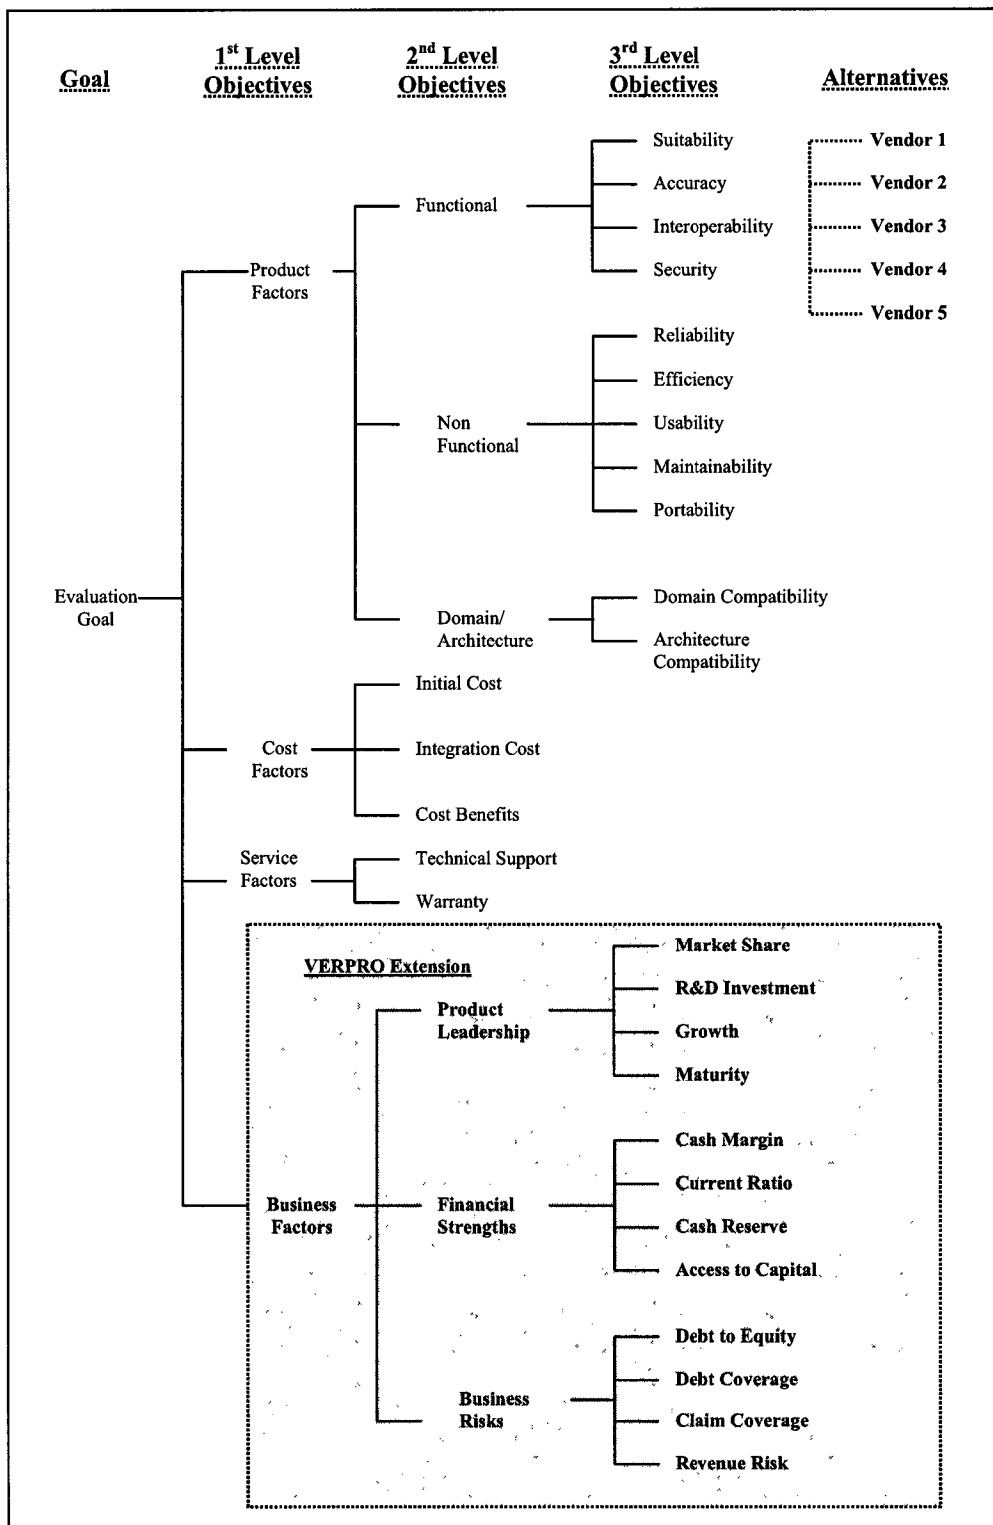 Goal
1st Level
Objectives
2nd Level
Objectives
3rd Level
Objectives
Alternatives
Suitability
Accuracy
Interoperability
Security
Functional
Vendor 1
Vendor 2
Vendor 3
Vendor 4
Vendor 5
Product
Factors
Reliability
Efficiency
Usability
Maintainability
Portability
Non
Functional
Evaluation
Goal
Domain/
Architecture
Domain Compatibility
Architecture
Compatibility
Initial Cost
Cost
Factors
Integration Cost
Cost Benefits
Service
Factors
Technical Support
Warranty
VERPRO Extension
Market Share
R&D Investment
Growth
Maturity
Product
Leadership
Cash Margin
Current Ratio
Cash Reserve
Access to Capital
Business
Factors
Financial
Strengths
Debt to Equity
Debt Coverage
Claim Coverage
Revenue Risk
Business
Risks